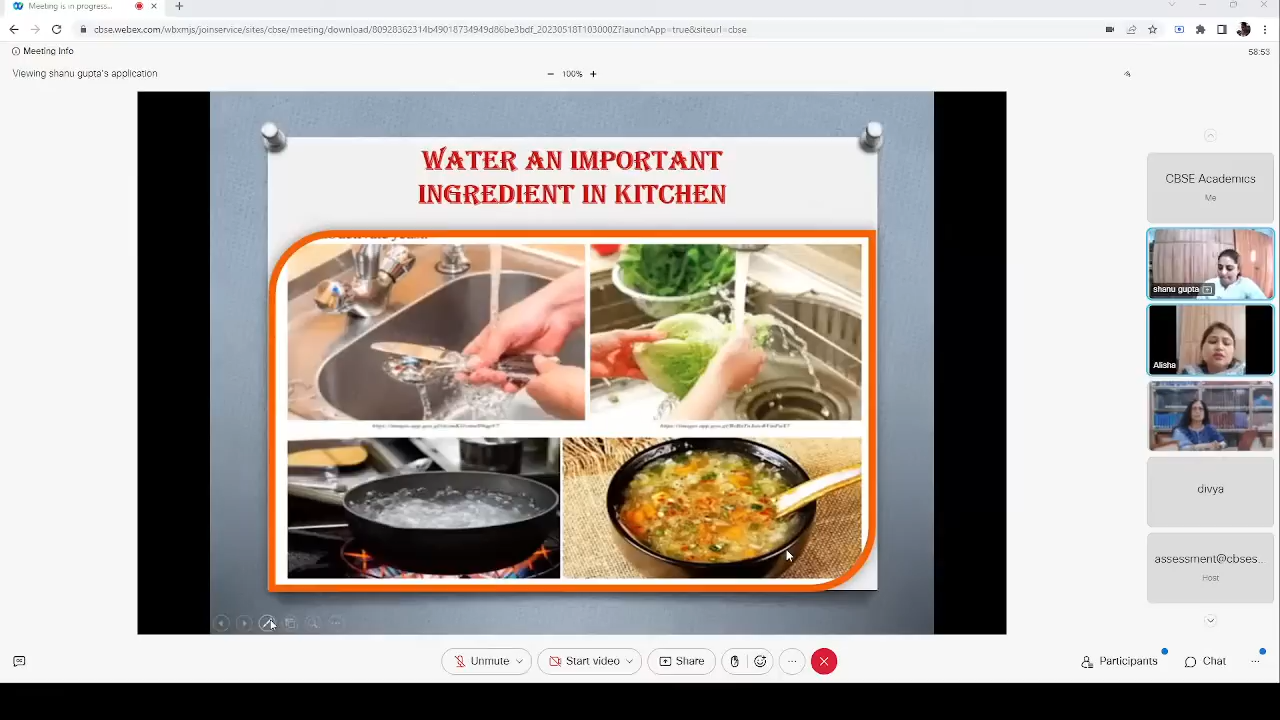 Meeting is in progress...
cbse.webex.com/wbxmjs/joinservice/sites/cbse/meeting/download/80928362314b49018734949d86be3bdf_20230518T103000Z?launchApp=true&siteurl=cbse
Meeting Info
58:53
Viewing shanu gupta's application
100%
WATER AN IMPORTANT
INGREDIENT IN KITCHEN
CBSE Academics
Me
shanu gupta
Alisha
divya
assessment@cbses...
Host
Unmute
Start video
Share
Participants
Chat